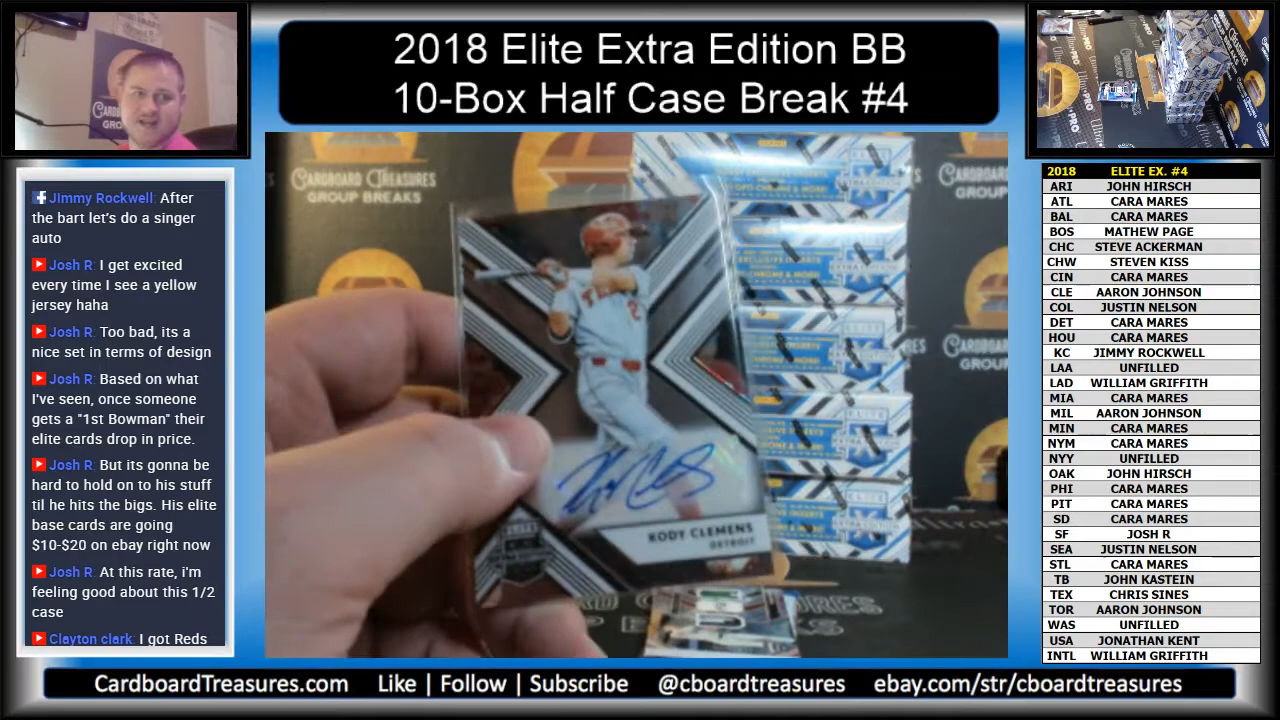 2018 Elite Extra Edition BB
10-Box Half Case Break #4
Jimmy Rockwell: After
the bart let's do a singer
auto
Josh R: I get excited
every time I see a yellow
jersey haha
Josh R: Too bad, its a
nice set in terms of design
Josh R: Based on what
I've seen, once someone
gets a "1st Bowman" their
elite cards drop in price.
Josh R: But its gonna be
hard to hold on to his stuff
til he hits the bigs. His elite
base cards are going
$10-$20 on ebay right now
Josh R: At this rate, i'm
feeling good about this 1/2
case
Clayton clark: I got Reds
CARDBOARD TREASURES
GROUP BREAKS
KODY CLEMENS
DETROIT
2018 ELITE EX. #4
ARI JOHN HIRSCH
ATL CARA MARES
BAL CARA MARES
BOS MATHEW PAGE
CHC STEVE ACKERMAN
CHW STEVEN KISS
CIN CARA MARES
CLE AARON JOHNSON
COL JUSTIN NELSON
DET CARA MARES
HOU CARA MARES
KC JIMMY ROCKWELL
LAA UNFILLED
LAD WILLIAM GRIFFITH
MIA CARA MARES
MIL AARON JOHNSON
MIN CARA MARES
NYM CARA MARES
NYY UNFILLED
OAK JOHN HIRSCH
PHI CARA MARES
PIT CARA MARES
SD CARA MARES
SF JOSH R
SEA JUSTIN NELSON
STL CARA MARES
TB JOHN KASTEIN
TEX CHRIS SINES
TOR AARON JOHNSON
WAS UNFILLED
USA JONATHAN KENT
INTL WILLIAM GRIFFITH
CardboardTreasures.com Like | Follow | Subscribe @cboardtreasures ebay.com/str/cboardtreasures